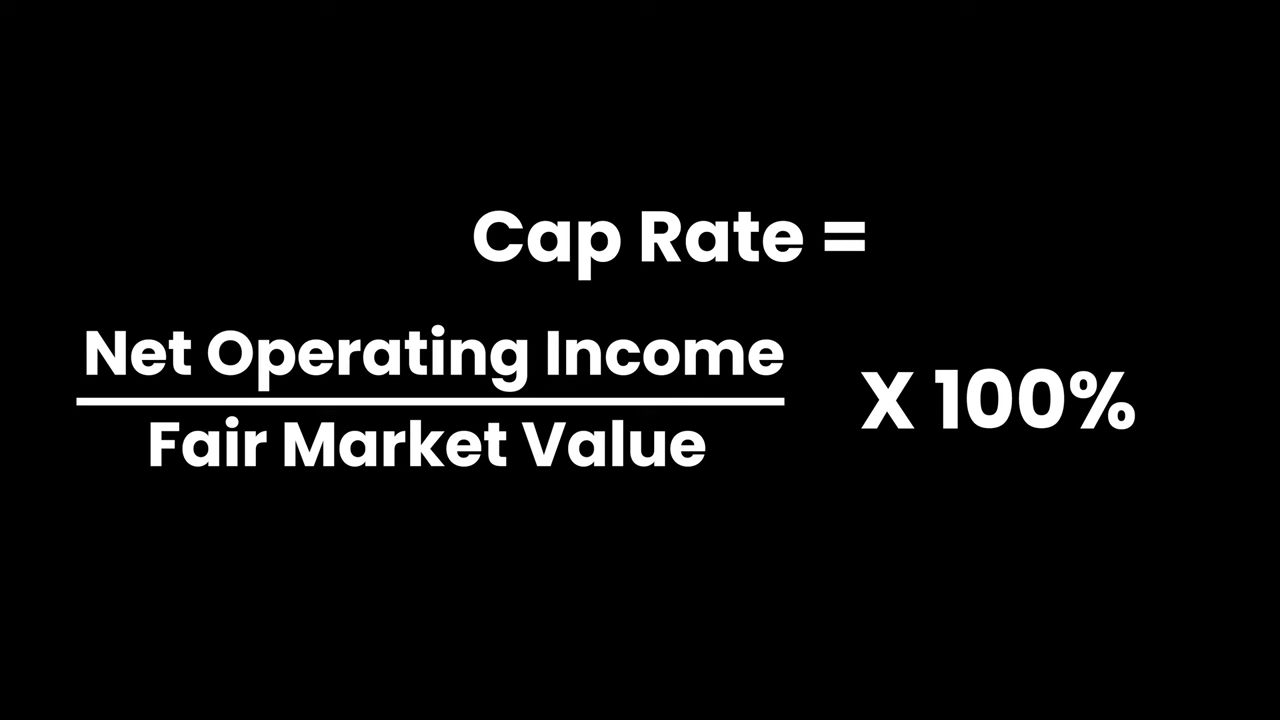 Cap Rate =
Net Operating Income
Fair Market Value
X 100%